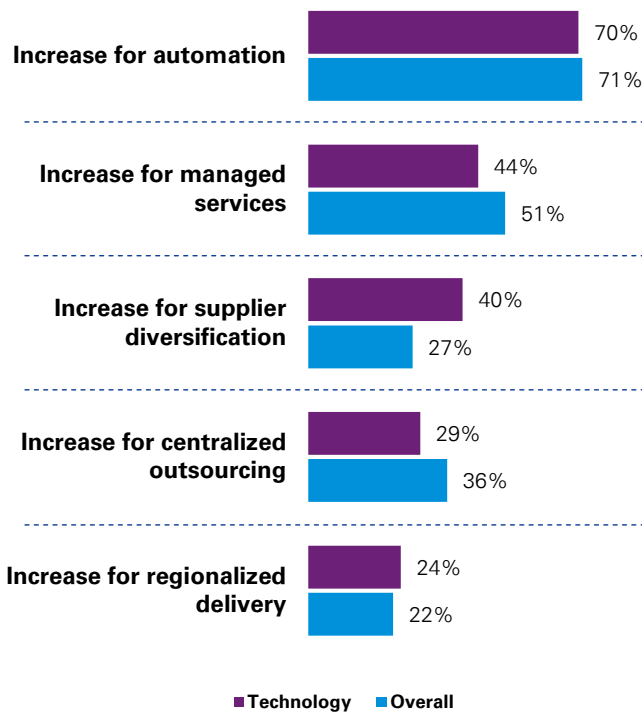 Increase for automation
70%
71%
Increase for managed
services
44%
51%
Increase for supplier
diversification
40%
27%
Increase for centralized
outsourcing
29%
36%
Increase for regionalized
delivery
24%
22%
Technology Overall